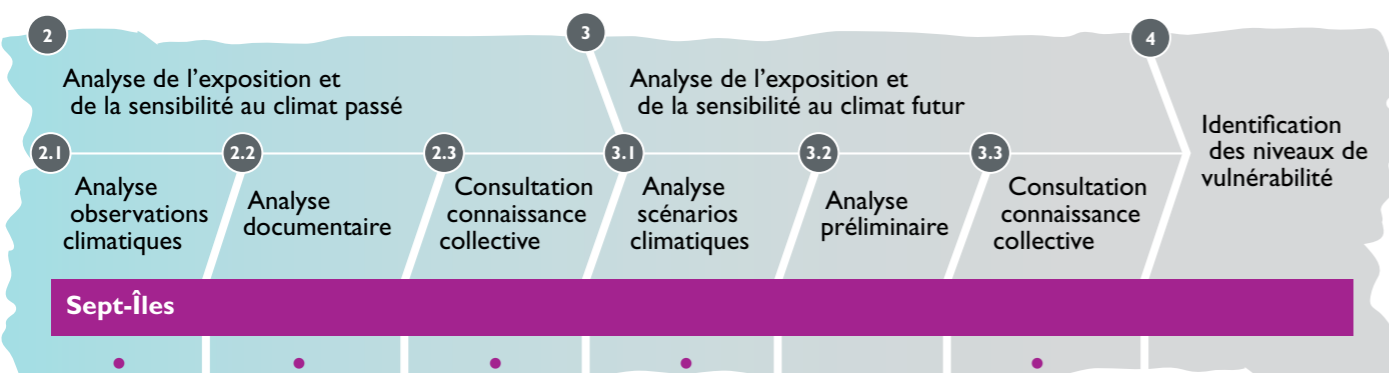 2
3
4
Analyse de l’exposition et
de la sensibilité au climat passé
Analyse de l’exposition et
de la sensibilité au climat futur
Identification
des niveaux de
vulnérabilité
2.1
2.2
2.3
3.1
3.2
3.3
Analyse
observations
climatiques
Analyse
documentaire
Consultation
connaissance
collective
Analyse
scénarios
climatiques
Analyse
préliminaire
Consultation
connaissance
collective
Sept-Îles